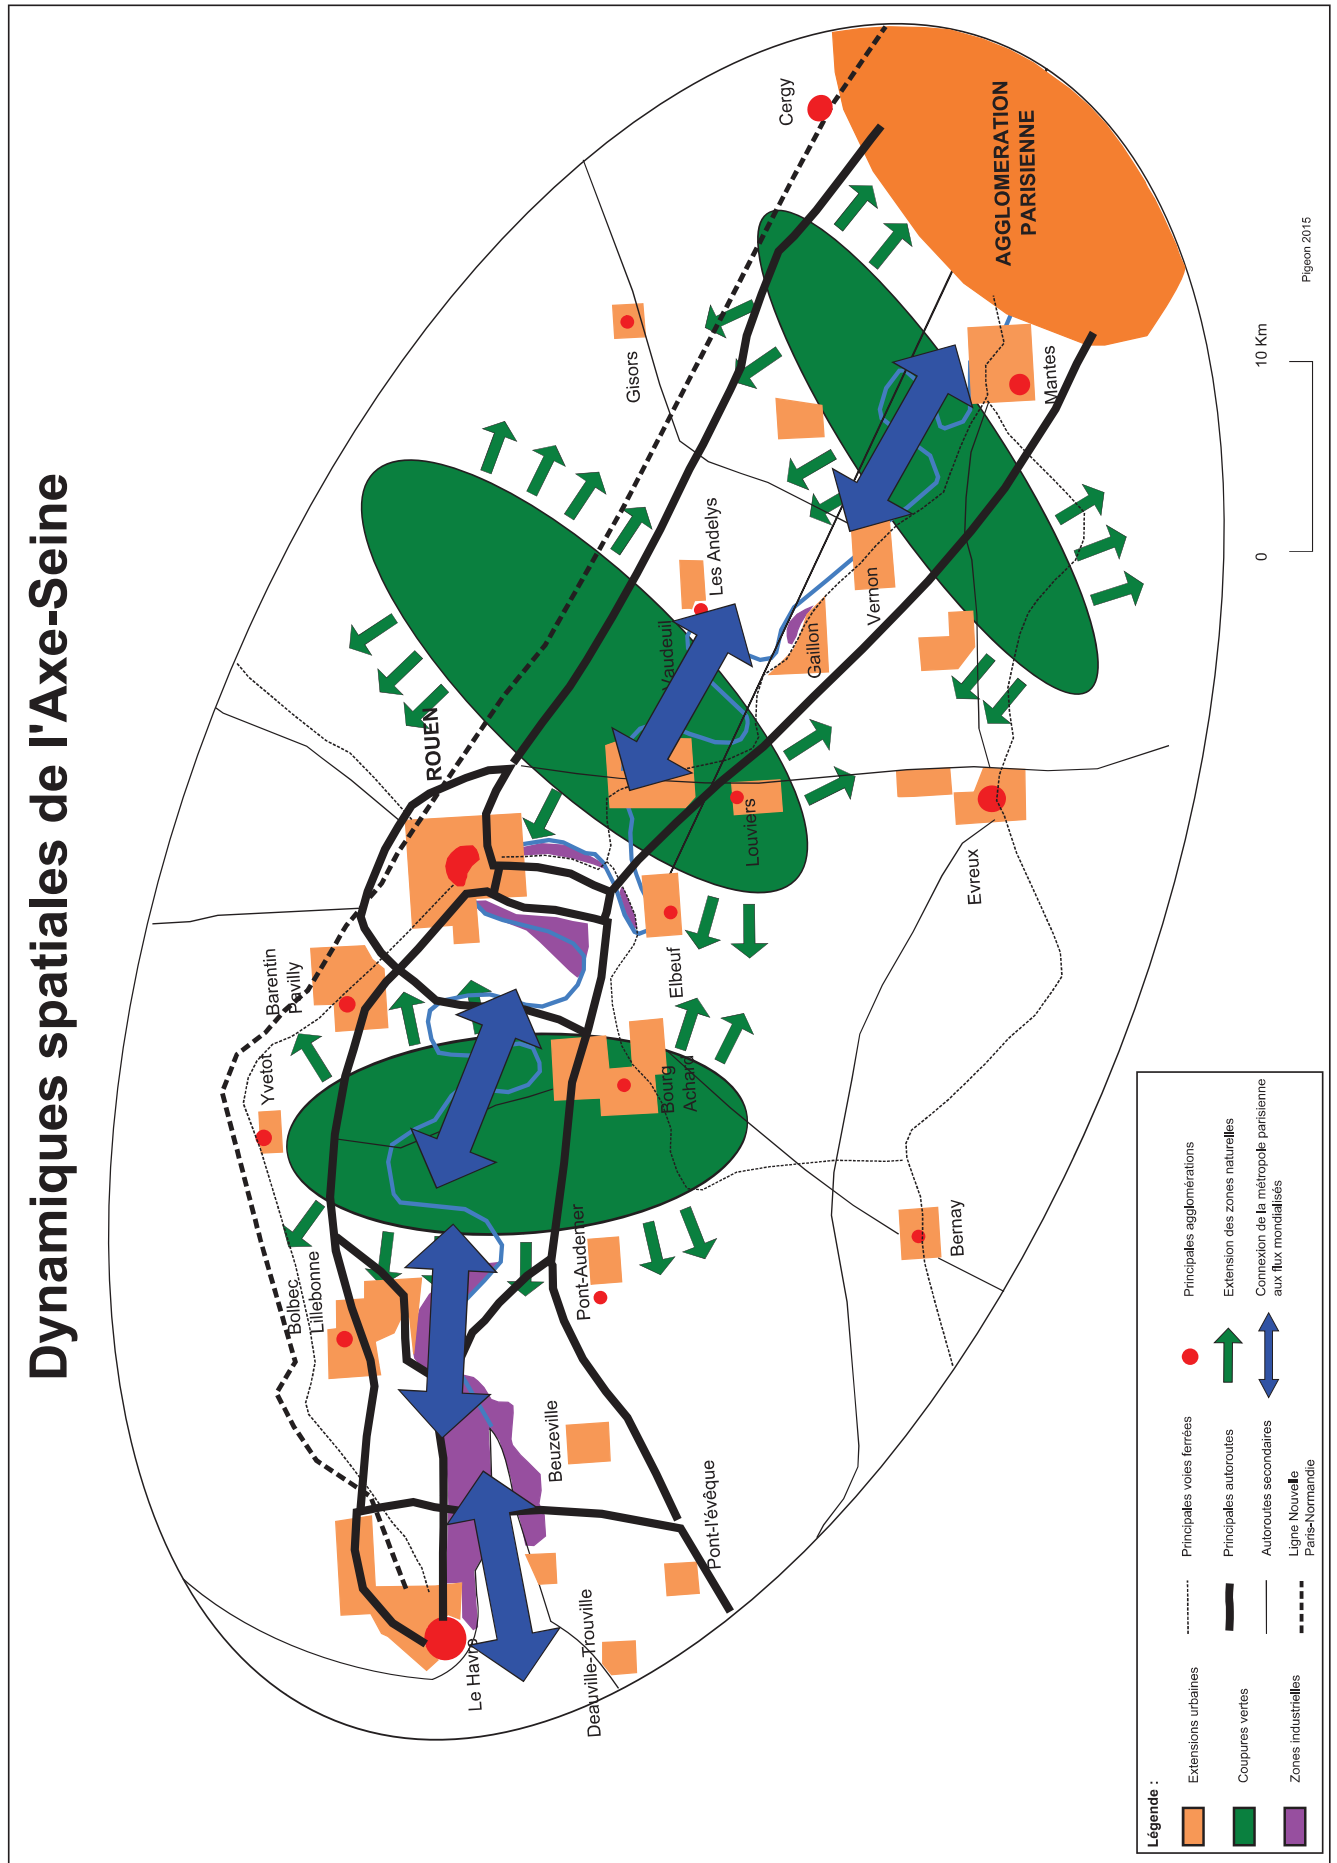 Dynamiques spatiales de l'Axe-Seine
Cergy
AGGLOMERATION
PARISIENNE
Gisors
Mantes
Les Andelys
Vernon
Vaudeuil
Gaillon
ROUEN
Louviers
Evreux
Elbeuf
Barentin
Pavilly
Yvetot
Bourg
Achard
Bolbec
Lillebonne
Pont-Audemer
Bernay
Beuzeville
Pont-l'évêque
Le Havre
Deauville-Trouville
0
10 Km
Pigeon 2015
Légende :
Extensions urbaines
Coupures vertes
Zones industrielles
Principales voies ferrées
Principales autoroutes
Autoroutes secondaires
Ligne Nouvelle
Paris-Normandie
Principales agglomérations
Extension des zones naturelles
Connexion de la métropole parisienne
aux flux mondialisés